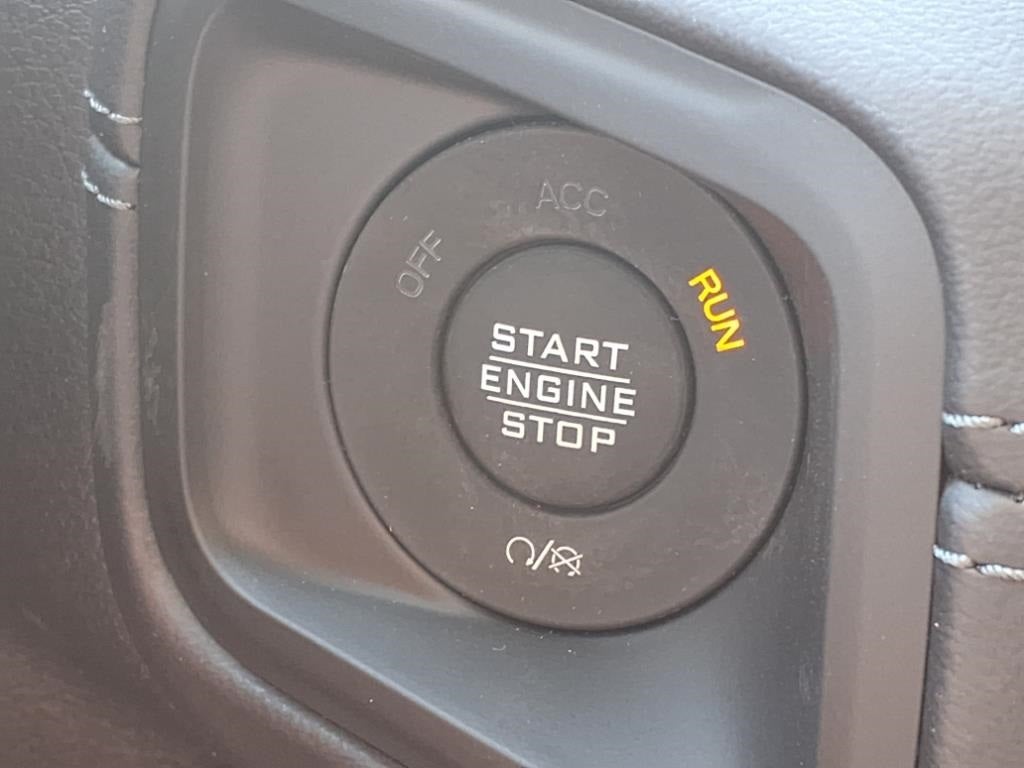 ACC
OFF
RUN
START
ENGINE
STOP